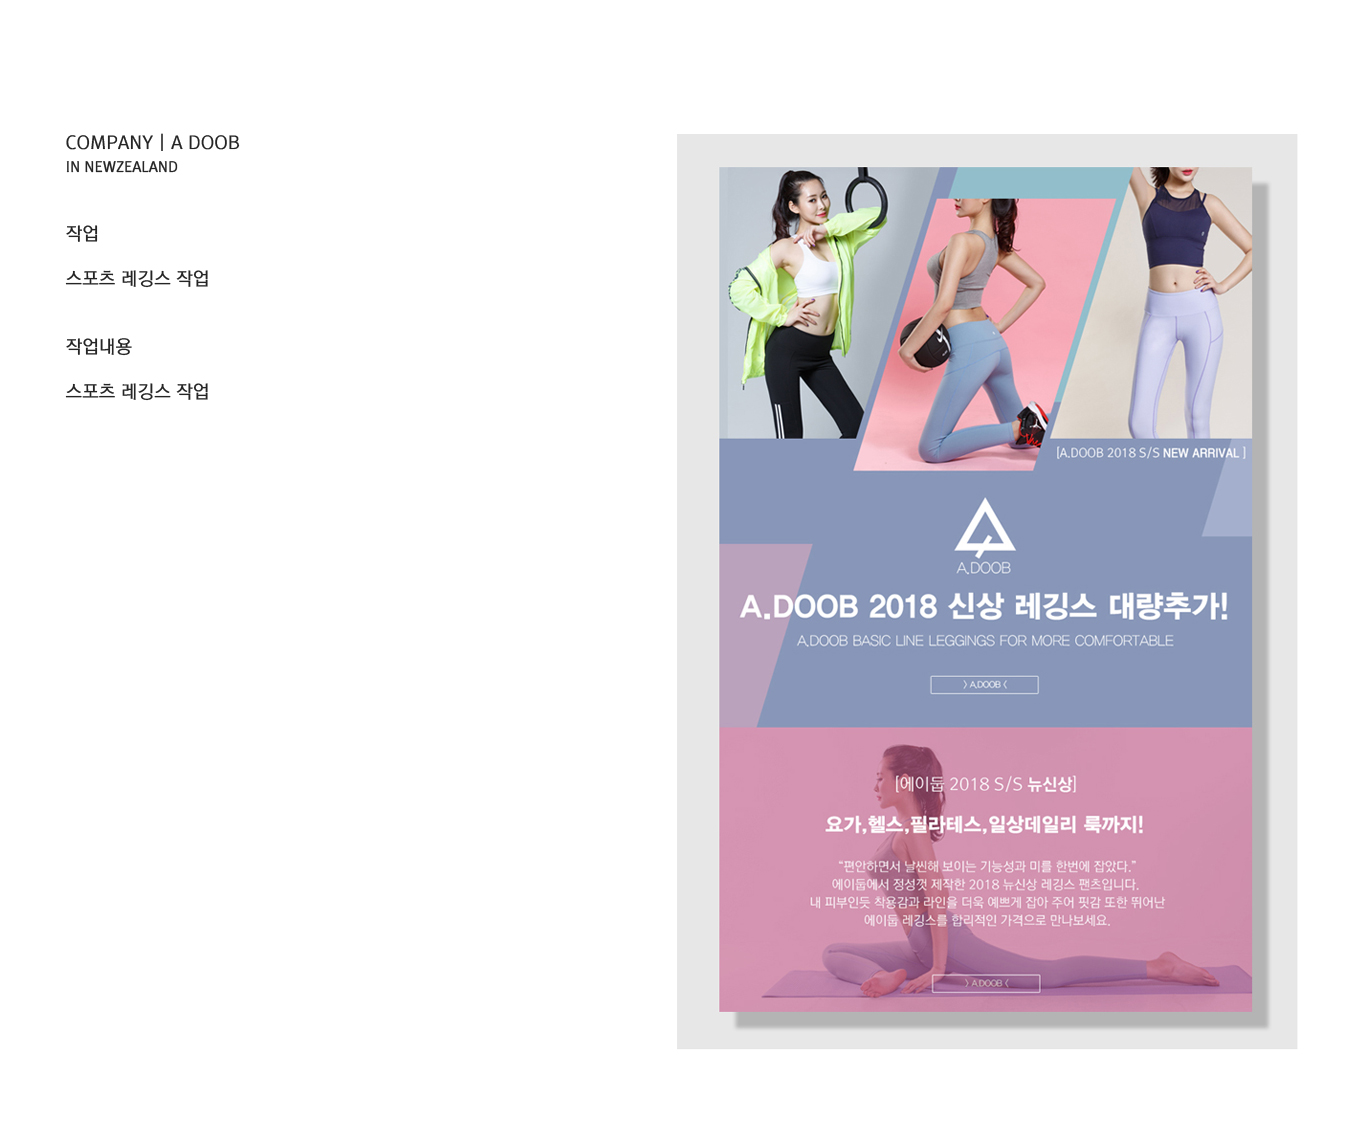 COMPANY | A DOOB
IN NEWZEALAND
작업
스포츠 레깅스 작업
작업내용
스포츠 레깅스 작업
[A.DOOB 2018 S/S NEW ARRIVAL ]
A.DOOB
A.DOOB 2018 신상 레깅스 대량추가!
A.DOOB BASIC LINE LEGGINGS FOR MORE COMFORTABLE
〉A.DOOB〈
[에이둡 2018 S/S 뉴신상]
요가,헬스,필라테스,일상데일리 룩까지!
“편안하면서 날씬해 보이는 기능성과 미를 한번에 잡았다.”
에이둡에서 정성껏 제작한 2018 뉴신상 레깅스 팬츠입니다.
내 피부인듯 착용감과 라인을 더욱 예쁘게 잡아 주어 핏감 또한 뛰어난
에이둡 레깅스를 합리적인 가격으로 만나보세요.
〉A.DOOB〈